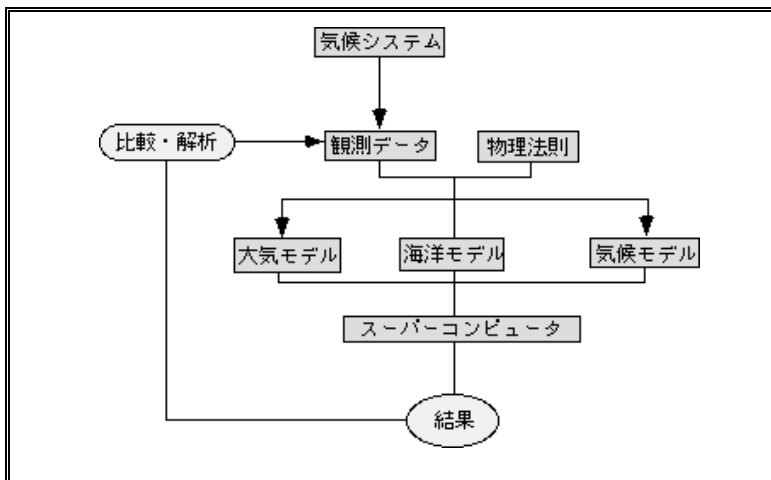 気候システム
比較・解析
観測データ
物理法則
大気モデル
海洋モデル
気候モデル
スーパーコンピュータ
結果